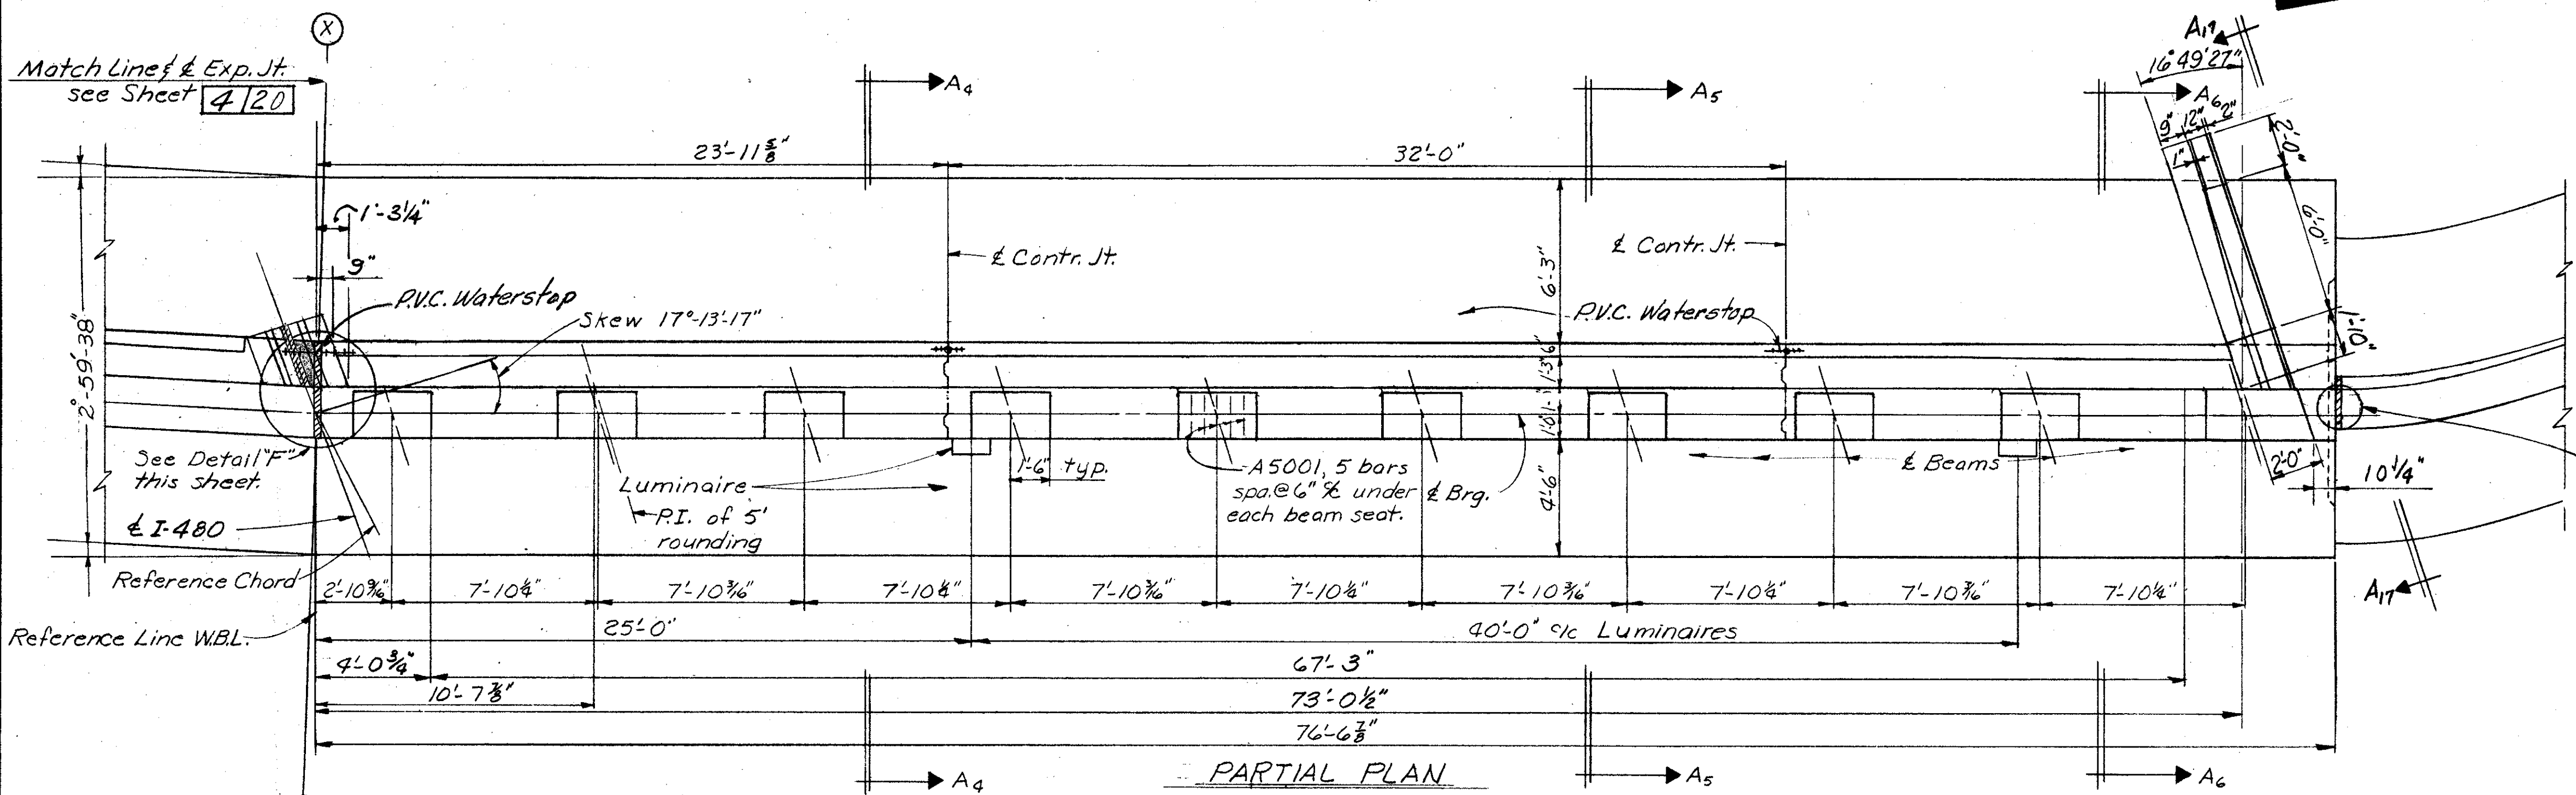 X
Match Line & ℄ Exp. Jt.
see Sheet 4/20
A4
A5
A6
A17
16°49'27"
9"
12"
2"
1"
2'-0"
6'-0"
1'-10"
23'-11 5/8"
32'-0"
1'-3 1/4"
9"
℄ Contr. Jt.
℄ Contr. Jt.
6'-3"
P.V.C. Waterstop
P.V.C. Waterstop
Skew 17°-13'-17"
2°-59'-38"
6"
1'-3"
1'-
1'-0"
4'-6"
See Detail "F"
this sheet.
℄ I-480
Reference Chord
Reference Line W.B.L.
Luminaire
P.I. of 5'
rounding
1'-6" typ.
A5001, 5 bars
spa.@ 6" c/c under
each beam seat.
℄ Brg.
℄ Beams
2'-0"
10 1/4"
2'-10 9/16"
7'-10 1/4"
7'-10 3/16"
7'-10 1/4"
7'-10 3/16"
7'-10 1/4"
7'-10 3/16"
7'-10 1/4"
7'-10 3/16"
7'-10 1/4"
25'-0"
40'-0" c/c Luminaires
4'-0 3/4"
67'-3"
10'-7 7/8"
73'-0 1/2"
76'-6 7/8"
A17
A4
PARTIAL PLAN
A5
A6